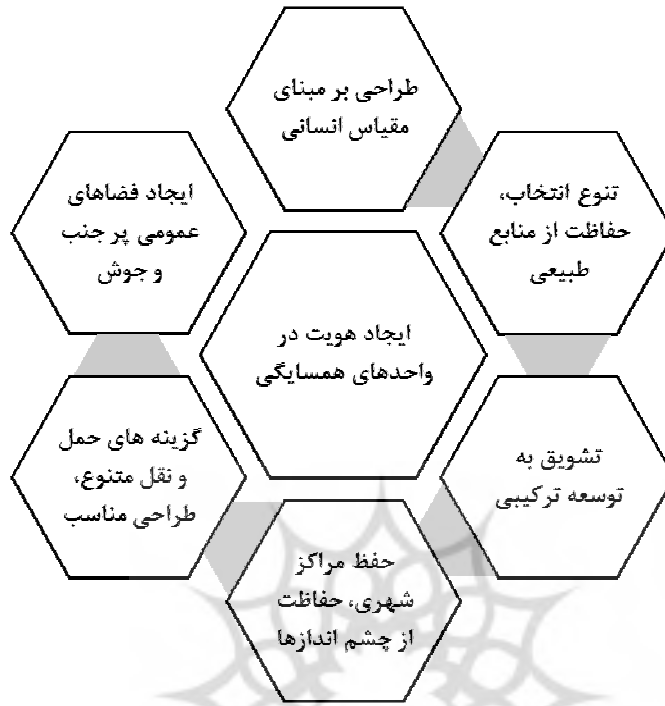 طراحی بر مبنای
مقیاس انسانی
تنوع انتخاب،
حفاظت از منابع
طبیعی
ایجاد فضاهای
عمومی پر جنب
و جوش
ایجاد هویت در
واحدهای همسایگی
تشویق به
توسعه ترکیبی
گزینه های حمل
و نقل متنوع،
طراحی مناسب
حفظ مراکز
شهری، حفاظت
از چشم اندازها